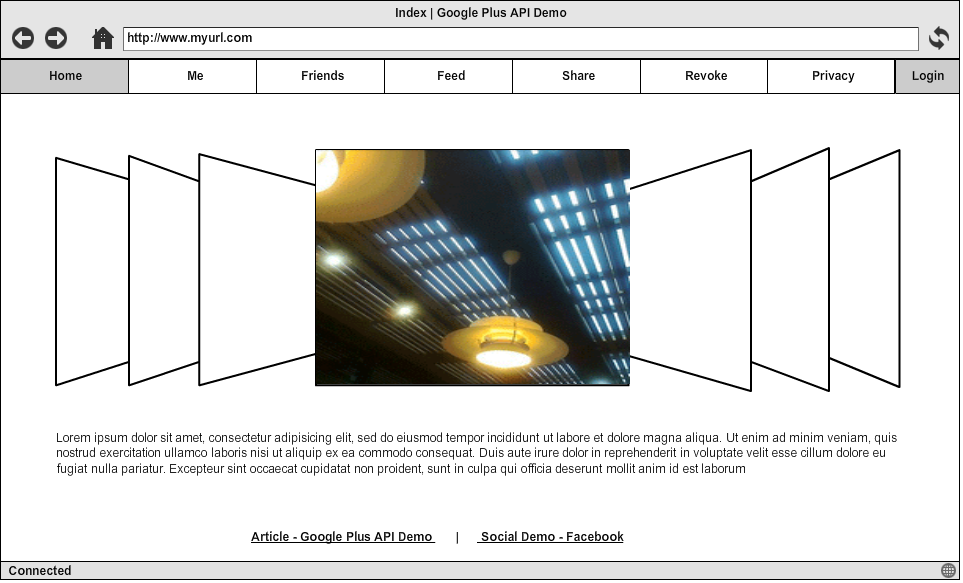 Index | Google Plus API Demo
http://www.myurl.com
Home Me Friends Feed Share Revoke Privacy Login
Lorem ipsum dolor sit amet, consectetur adipisicing elit, sed do eiusmod tempor incididunt ut labore et dolore magna aliqua. Ut enim ad minim veniam, quis
nostrud exercitation ullamco laboris nisi ut aliquip ex ea commodo consequat. Duis aute irure dolor in reprehenderit in voluptate velit esse cillum dolore eu
fugiat nulla pariatur. Excepteur sint occaecat cupidatat non proident, sunt in culpa qui officia deserunt mollit anim id est laborum
Article - Google Plus API Demo | Social Demo - Facebook
Connected